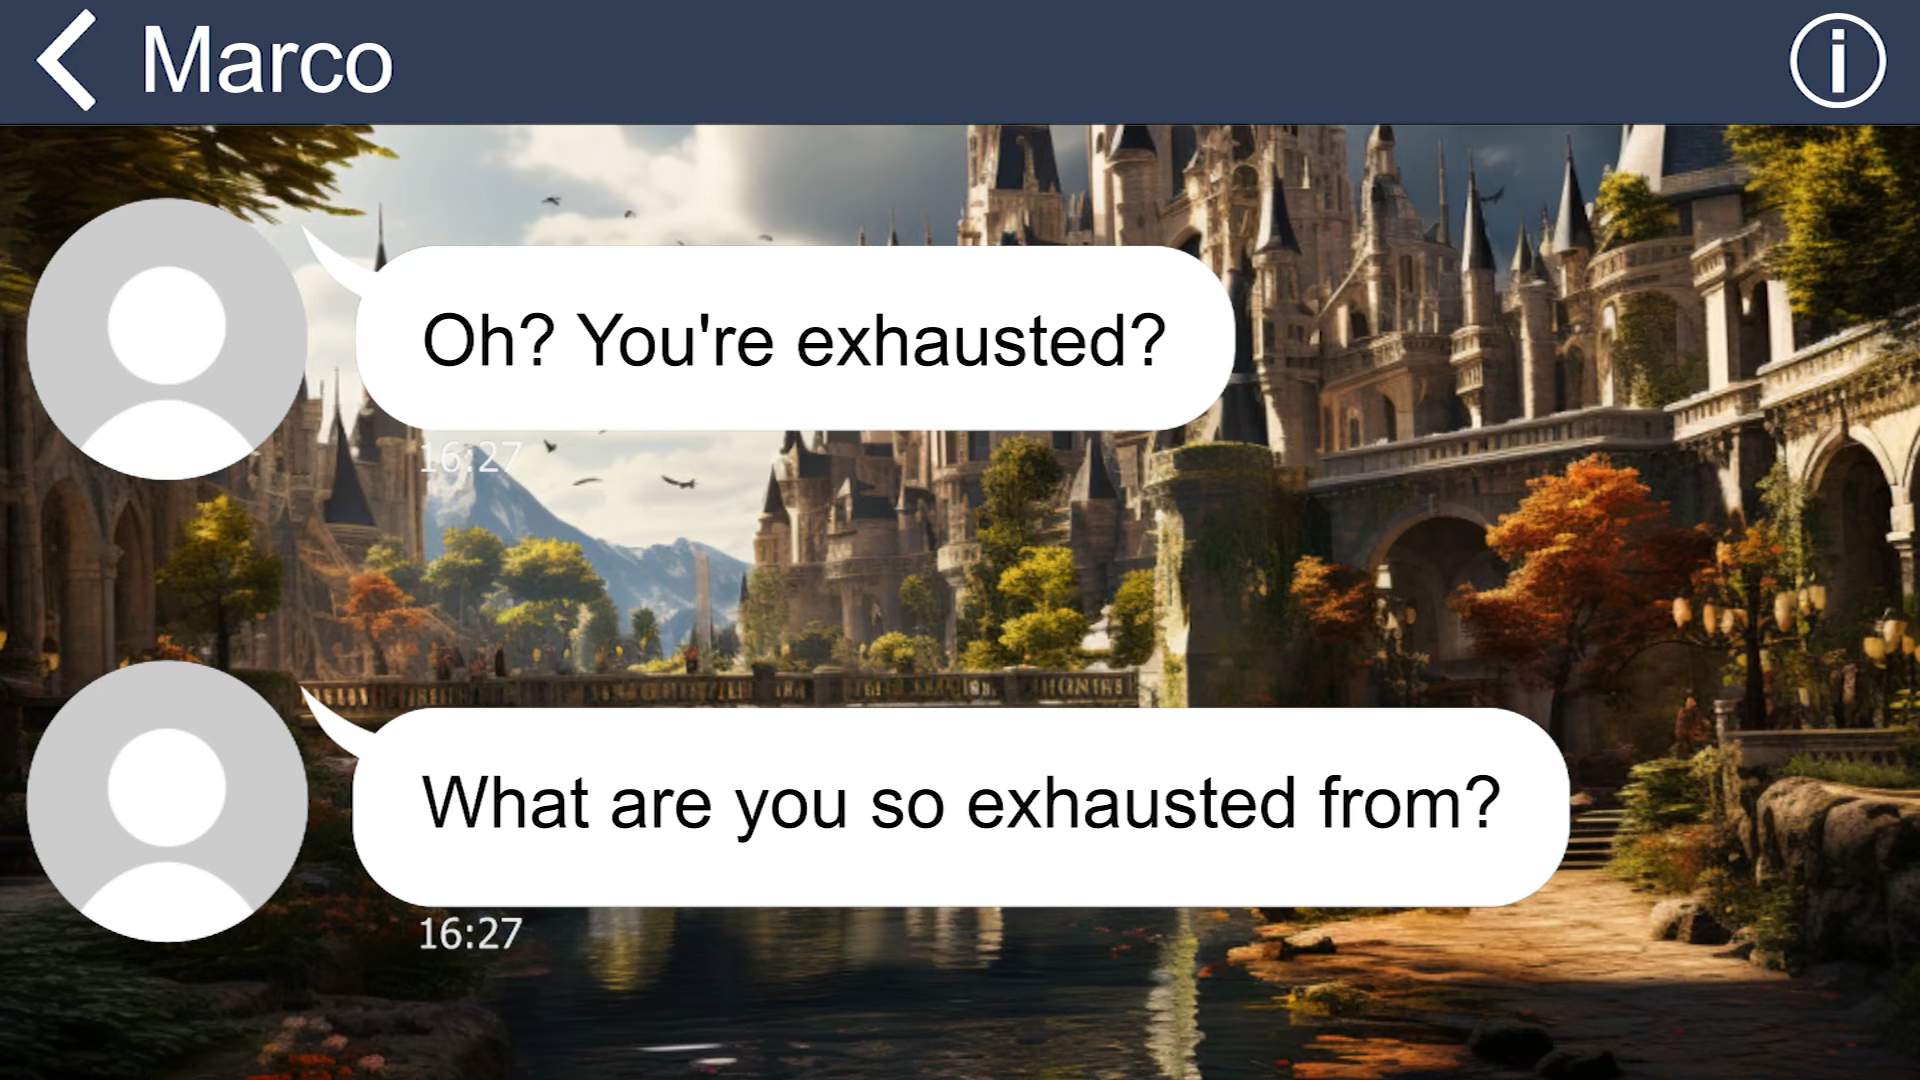 Marco
Oh? You're exhausted?
16:27
What are you so exhausted from?
16:27